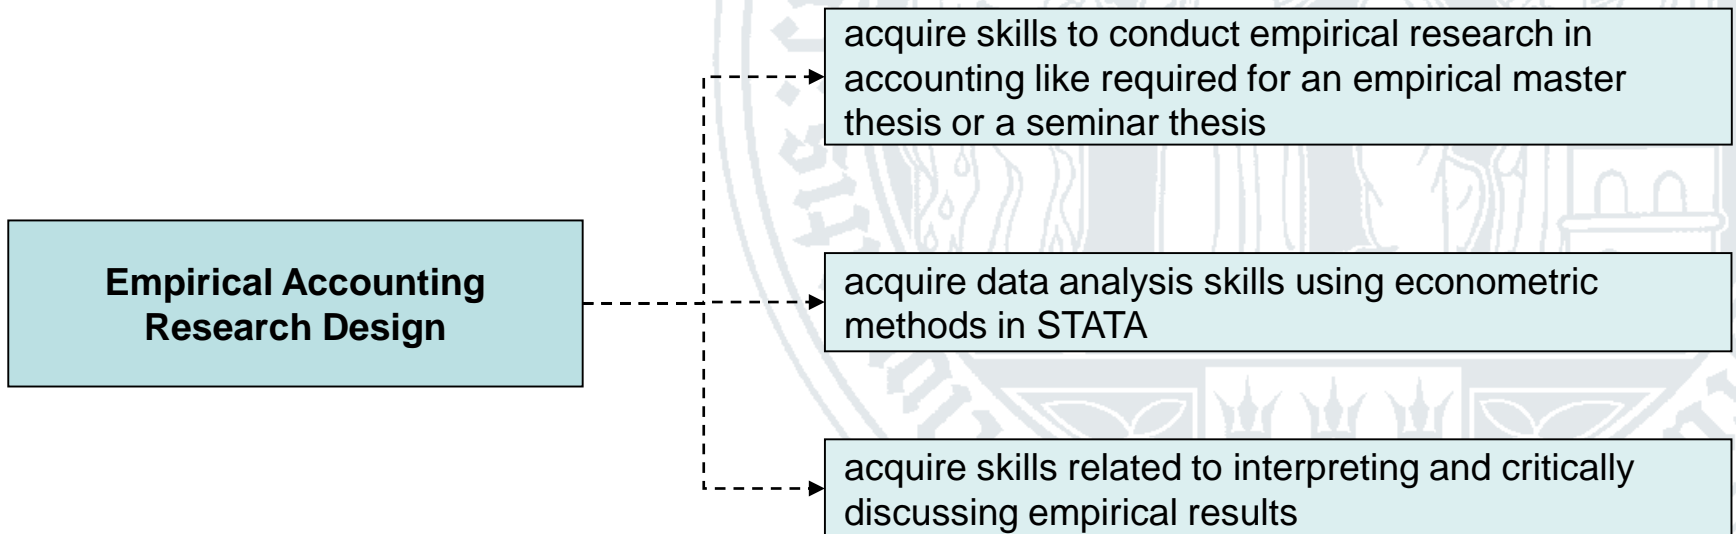 acquire skills to conduct empirical research in
accounting like required for an empirical master
thesis or a seminar thesis
Empirical Accounting
Research Design
acquire data analysis skills using econometric
methods in STATA
acquire skills related to interpreting and critically
discussing empirical results